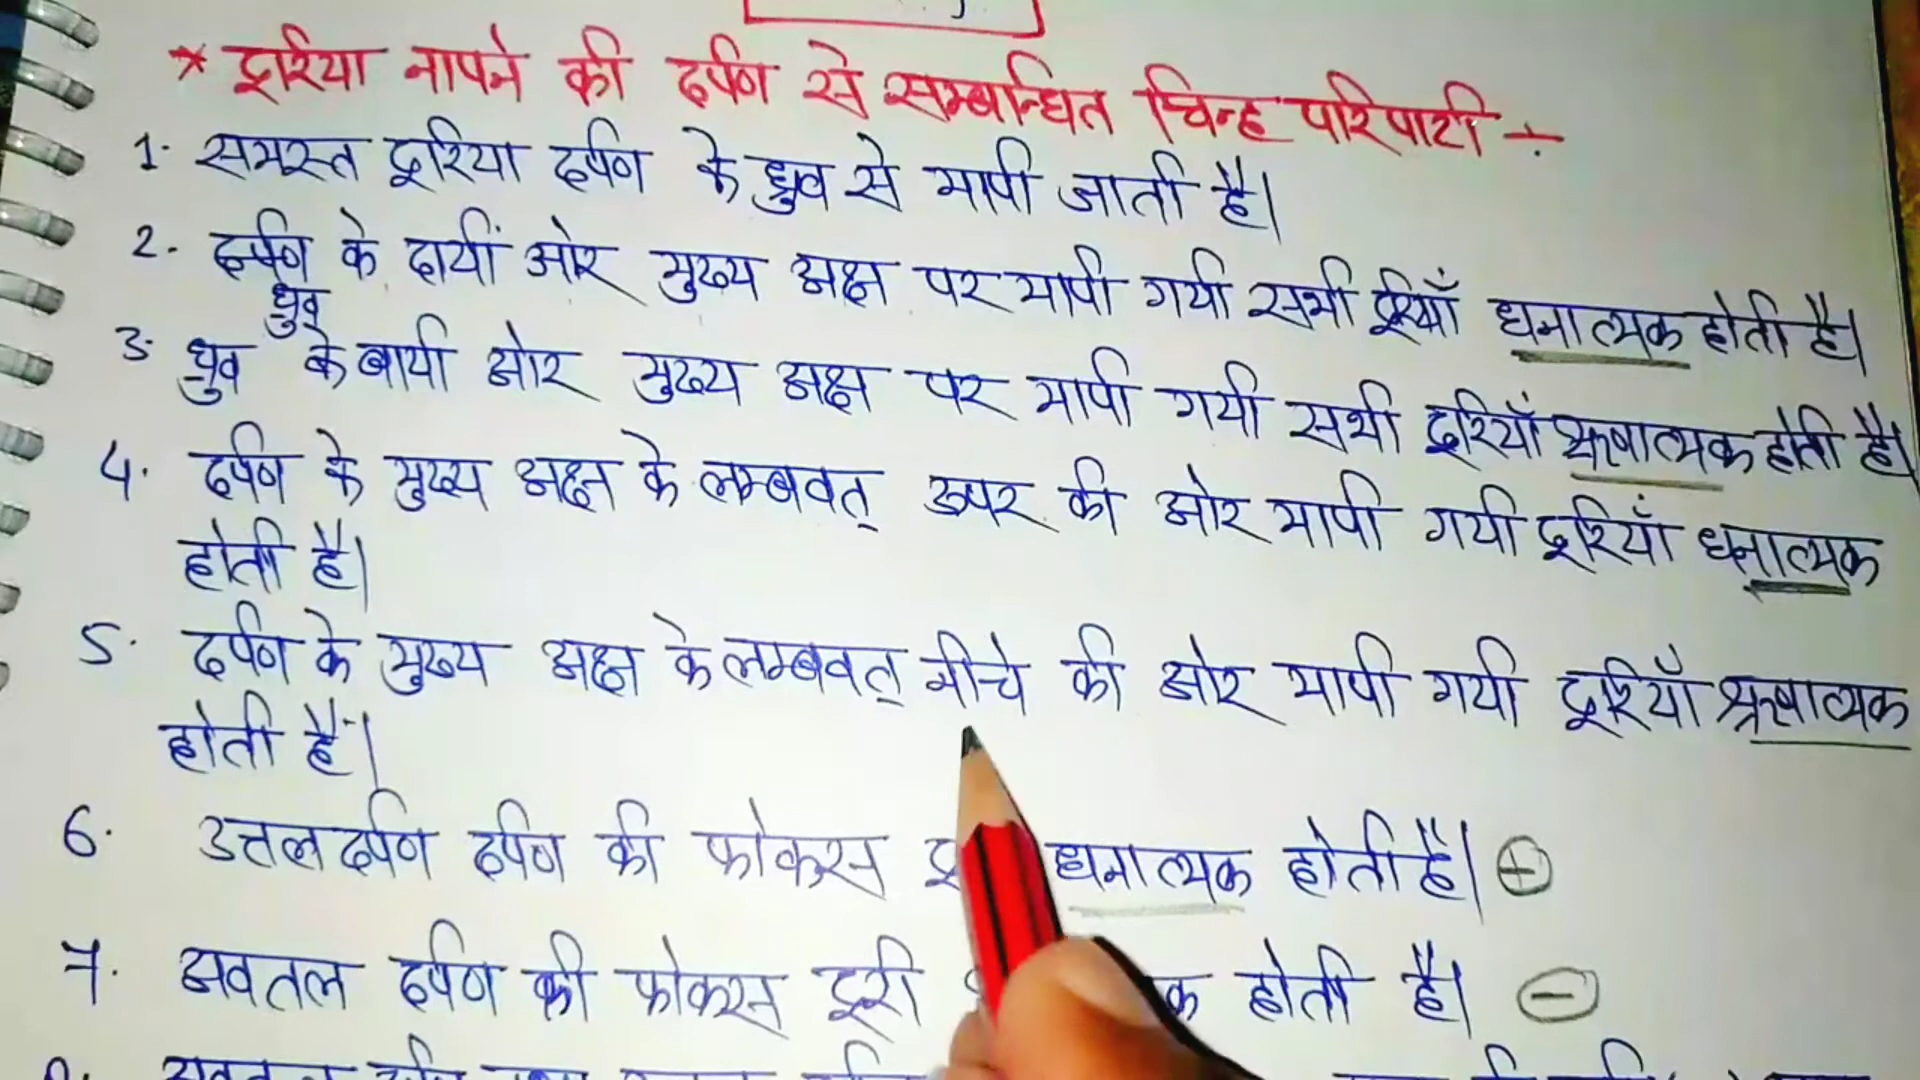 * दूरिया नापने की दर्पण से सम्बन्धित चिन्ह परिपाटी ÷
1. समस्त दूरिया दर्पण के ध्रुव से मापी जाती है।
2. दर्पण के दायीं ओर मुख्य अक्ष पर मापी गयी सभी दूरियाँ धनात्मक होती है।
ध्रुव
3. ध्रुव के बायी ओर मुख्य अक्ष पर मापी गयी सभी दूरियाँ ऋणात्मक होती है।
4. दर्पण के मुख्य अक्ष के लम्बवत् ऊपर की ओर मापी गयी दूरियाँ धनात्मक
होती है।
5. दर्पण के मुख्य अक्ष के लम्बवत् नीचे की ओर मापी गयी दूरियाँ ऋणात्मक
होती है।
6. उत्तल दर्पण दर्पण की फोकस धनात्मक होती है। +
7. अवतल दर्पण की फोकस दूरी होती है। -